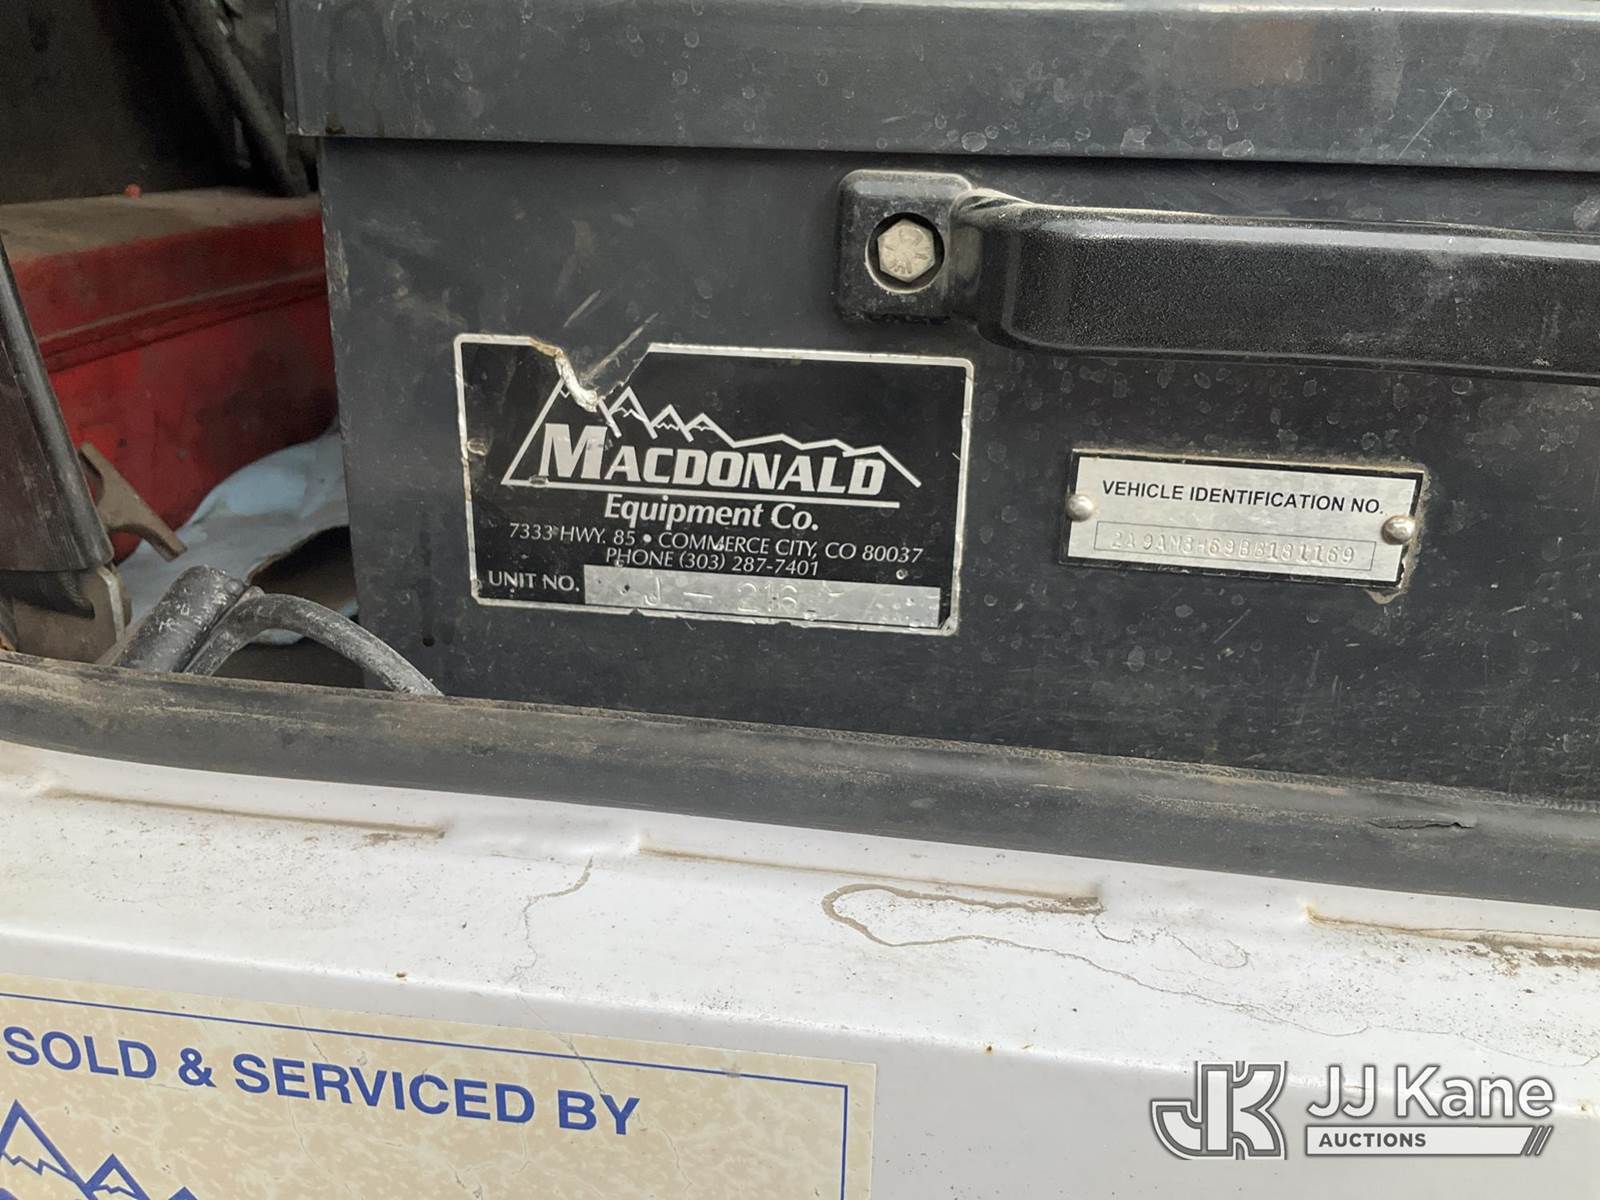 MACDONALD
Equipment Co.
7333 HWY. 85 • COMMERCE CITY, CO 80037
PHONE (303) 287-7401
UNIT NO. J - 216
VEHICLE IDENTIFICATION NO.
SOLD & SERVICED BY
JJ Kane
AUCTIONS